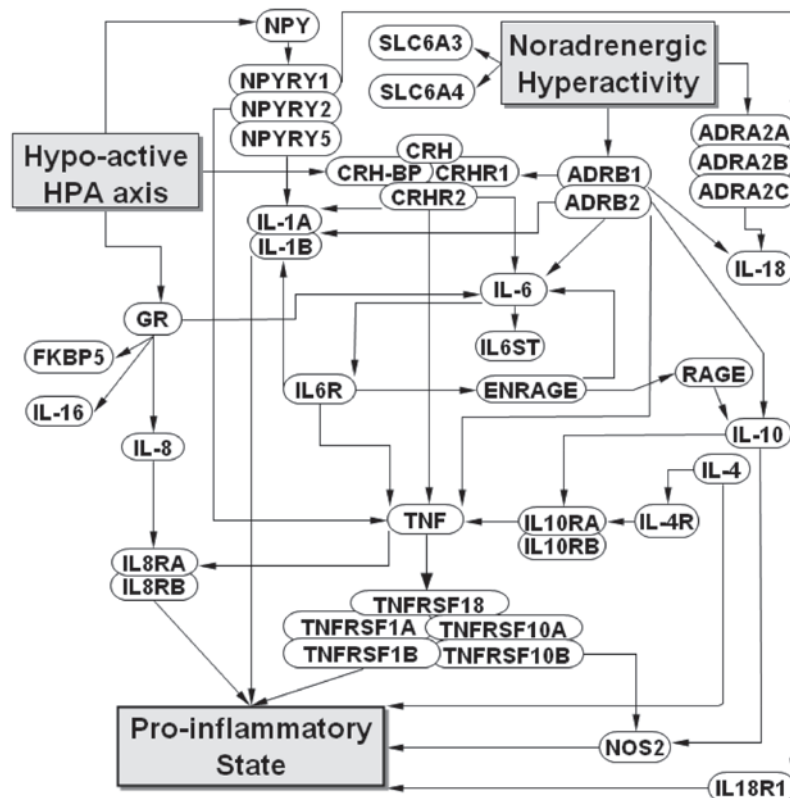 NPY
SLC6A3
Noradrenergic
Hyperactivity
NPYRY1
SLC6A4
NPYRY2
NPYRY5
ADRA2A
Hypo-active
HPA axis
CRH
ADRA2B
CRH-BP
CRHR1
ADRB1
ADRA2C
CRHR2
ADRB2
IL-1A
IL-1B
IL-18
IL-6
GR
IL6ST
FKBP5
RAGE
IL6R
ENRAGE
IL-16
IL-8
IL-10
IL-4
TNF
IL10RA
IL-4R
IL10RB
IL8RA
IL8RB
TNFRSF18
TNFRSF1A
TNFRSF10A
TNFRSF1B
TNFRSF10B
Pro-inflammatory
State
NOS2
IL18R1